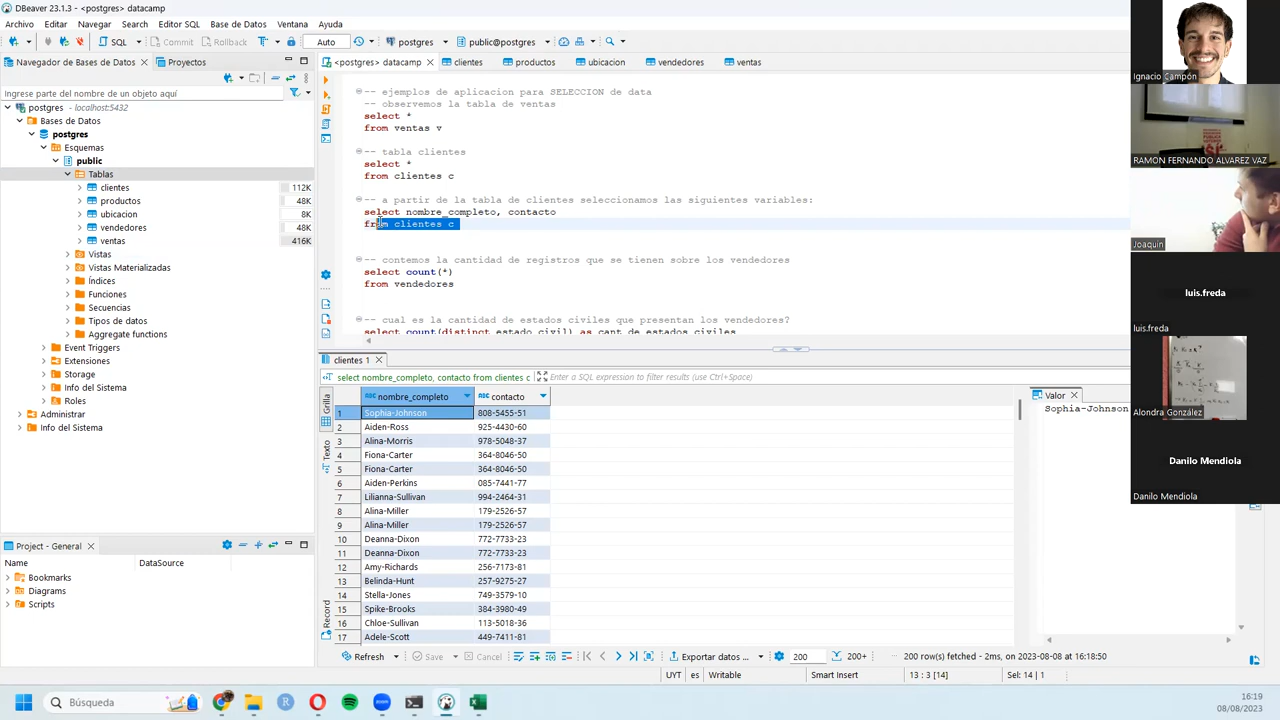 DBeaver 23.1.3 - <postgres> datacamp
Archivo Editar Navegar Search Editor SQL Base de Datos Ventana Ayuda
SQL Commit Rollback Auto postgres public@postgres
Navegador de Bases de Datos Proyectos
<postgres> datacamp clientes productos ubicacion vendedores ventas
Ingrese parte del nombre de un objeto aquí
postgres - localhost:5432
Bases de Datos
postgres
Esquemas
public
Tablas
clientes 112K
productos 48K
ubicacion 8K
vendedores 48K
ventas 416K
Vistas
Vistas Materializadas
Índices
Funciones
Secuencias
Tipos de datos
Aggregate functions
Event Triggers
Extensiones
Storage
Info del Sistema
Roles
Administrar
Info del Sistema
Project - General
Name DataSource
Bookmarks
Diagrams
Scripts
-- ejemplos de aplicacion para SELECCION de data
-- observemos la tabla de ventas
select *
from ventas v
-- tabla clientes
select *
from clientes c
-- a partir de la tabla de clientes seleccionamos las siguientes variables:
select nombre_completo, contacto
from clientes c
-- contemos la cantidad de registros que se tienen sobre los vendedores
select count(*)
from vendedores
-- cual es la cantidad de estados civiles que presentan los vendedores?
select count(distinct estado_civil) as cant_de_estados_civiles
clientes 1
select nombre_completo, contacto from clientes c Enter a SQL expression to filter results (use Ctrl+Space)
Grilla
Texto
Record
nombre_completo contacto
1 Sophia-Johnson 808-5455-51
2 Aiden-Ross 925-4430-60
3 Alina-Morris 978-5048-37
4 Fiona-Carter 364-8046-50
5 Fiona-Carter 364-8046-50
6 Aiden-Perkins 085-7441-77
7 Lilianna-Sullivan 994-2464-31
8 Alina-Miller 179-2526-57
9 Alina-Miller 179-2526-57
10 Deanna-Dixon 772-7733-23
11 Deanna-Dixon 772-7733-23
12 Amy-Richards 256-7173-81
13 Belinda-Hunt 257-9275-27
14 Stella-Jones 749-3579-10
15 Spike-Brooks 384-3980-49
16 Chloe-Sullivan 113-5018-36
17 Adele-Scott 449-7411-81
Valor
Sophia-Johnson
Refresh Save Cancel Exportar datos ... 200 200+ 200 row(s) fetched - 2ms, on 2023-08-08 at 16:18:50
UYT es Writable Smart Insert 13 : 3 [14] Sel: 14 | 1
Búsqueda
16:19
08/08/2023
Ignacio Campón
RAMON FERNANDO ALVAREZ VAZ
Joaquin
luis.freda
luis.freda
Alondra González
Danilo Mendiola
Danilo Mendiola